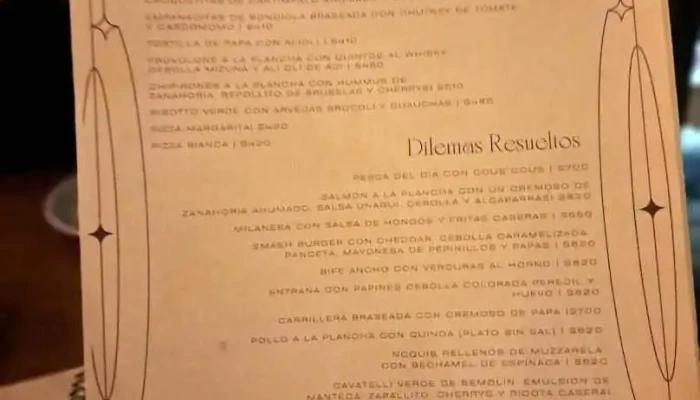 EMPANADITAS DE BONDIOLA BRASEADA CON CHUTNEY DE TOMATE
Y CARDOMOMO | $410
TORTILLA DE PAPA CON ALIOLI | $410
PROVOLONE A LA PLANCHA CON QUINOTOS AL WHISKY
CEBOLLA MIZUNA Y ALI OLI DE AJI | $480
CHIPIRONES A LA PLANCHA CON HUMMUS DE
ZANAHORIA, REPOLLITO DE BRUSELAS Y CHERRYS | $510
RISOTTO VERDE CON ARVEJAS BROCOLI Y CHAUCHAS | $480
PIZZA MARGARITA | $420
PIZZA BIANCA | $420
Dilemas Resueltos
PESCA DEL DIA CON COUS COUS | $700
SALMON A LA PLANCHA CON UN CREMOSO DE
ZANAHORIA AHUMADO, SALSA UNAGUI, CEBOLLA Y ALCAPARRAS | $820
MILANESA CON SALSA DE HONGOS Y FRITAS CASERAS |
SMASH BURGER CON CHEDDAR, CEBOLLA CARAMELIZADA,
PANCETA, MAYONESA DE PEPINILLOS Y PAPAS | $620
BIFE ANCHO CON VERDURAS AL HORNO | $820
ENTRAÑA CON PAPINES CEBOLLA COLORADA PEREJIL Y
HUEVO | $820
CARRILLERA BRASEADA CON CREMOSO DE PAPA | $700
POLLO A LA PLANCHA CON QUINOA (PLATO SIN SAL) | $620
ÑOQUIS RELLENOS DE MUZZARELA
CON BECHAMEL DE ESPINACA | $620
CAVATELLI VERDE DE SEMOLIN, EMULSION DE
MANTECA, ZAPALLITO, CHERRYS Y RICOTA CASERA |